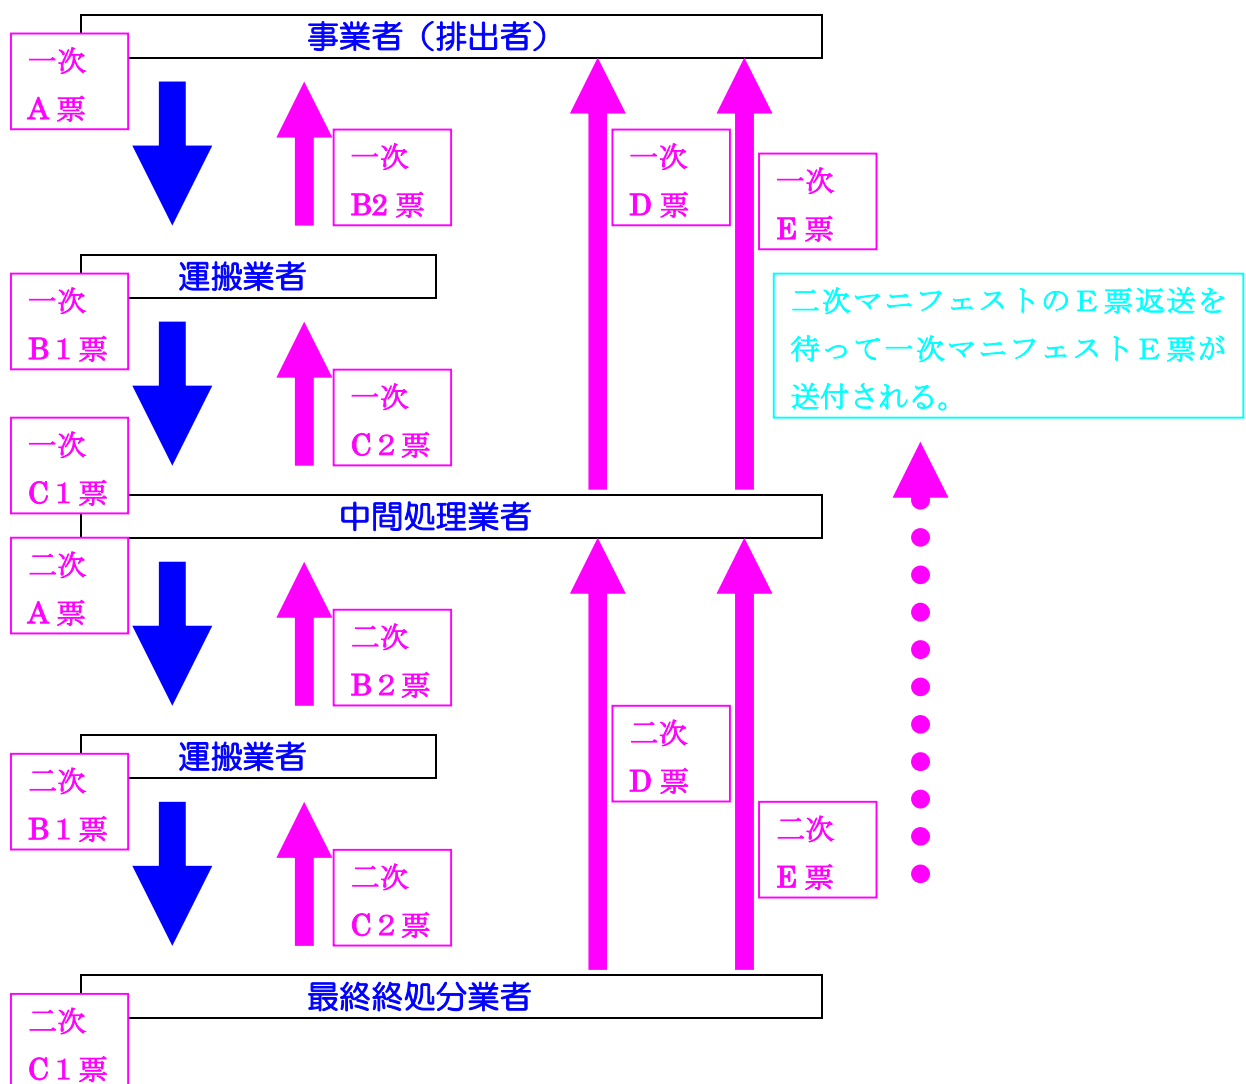 事業者（排出者）
一次
A票
一次
B2票
一次
D票
一次
E票
運搬業者
一次
B1票
二次マニフェストのE票返送を
待って一次マニフェストE票が
送付される。
一次
C2票
一次
C1票
中間処理業者
二次
A票
二次
B2票
二次
D票
運搬業者
二次
B1票
二次
E票
二次
C2票
最終終処分業者
二次
C1票